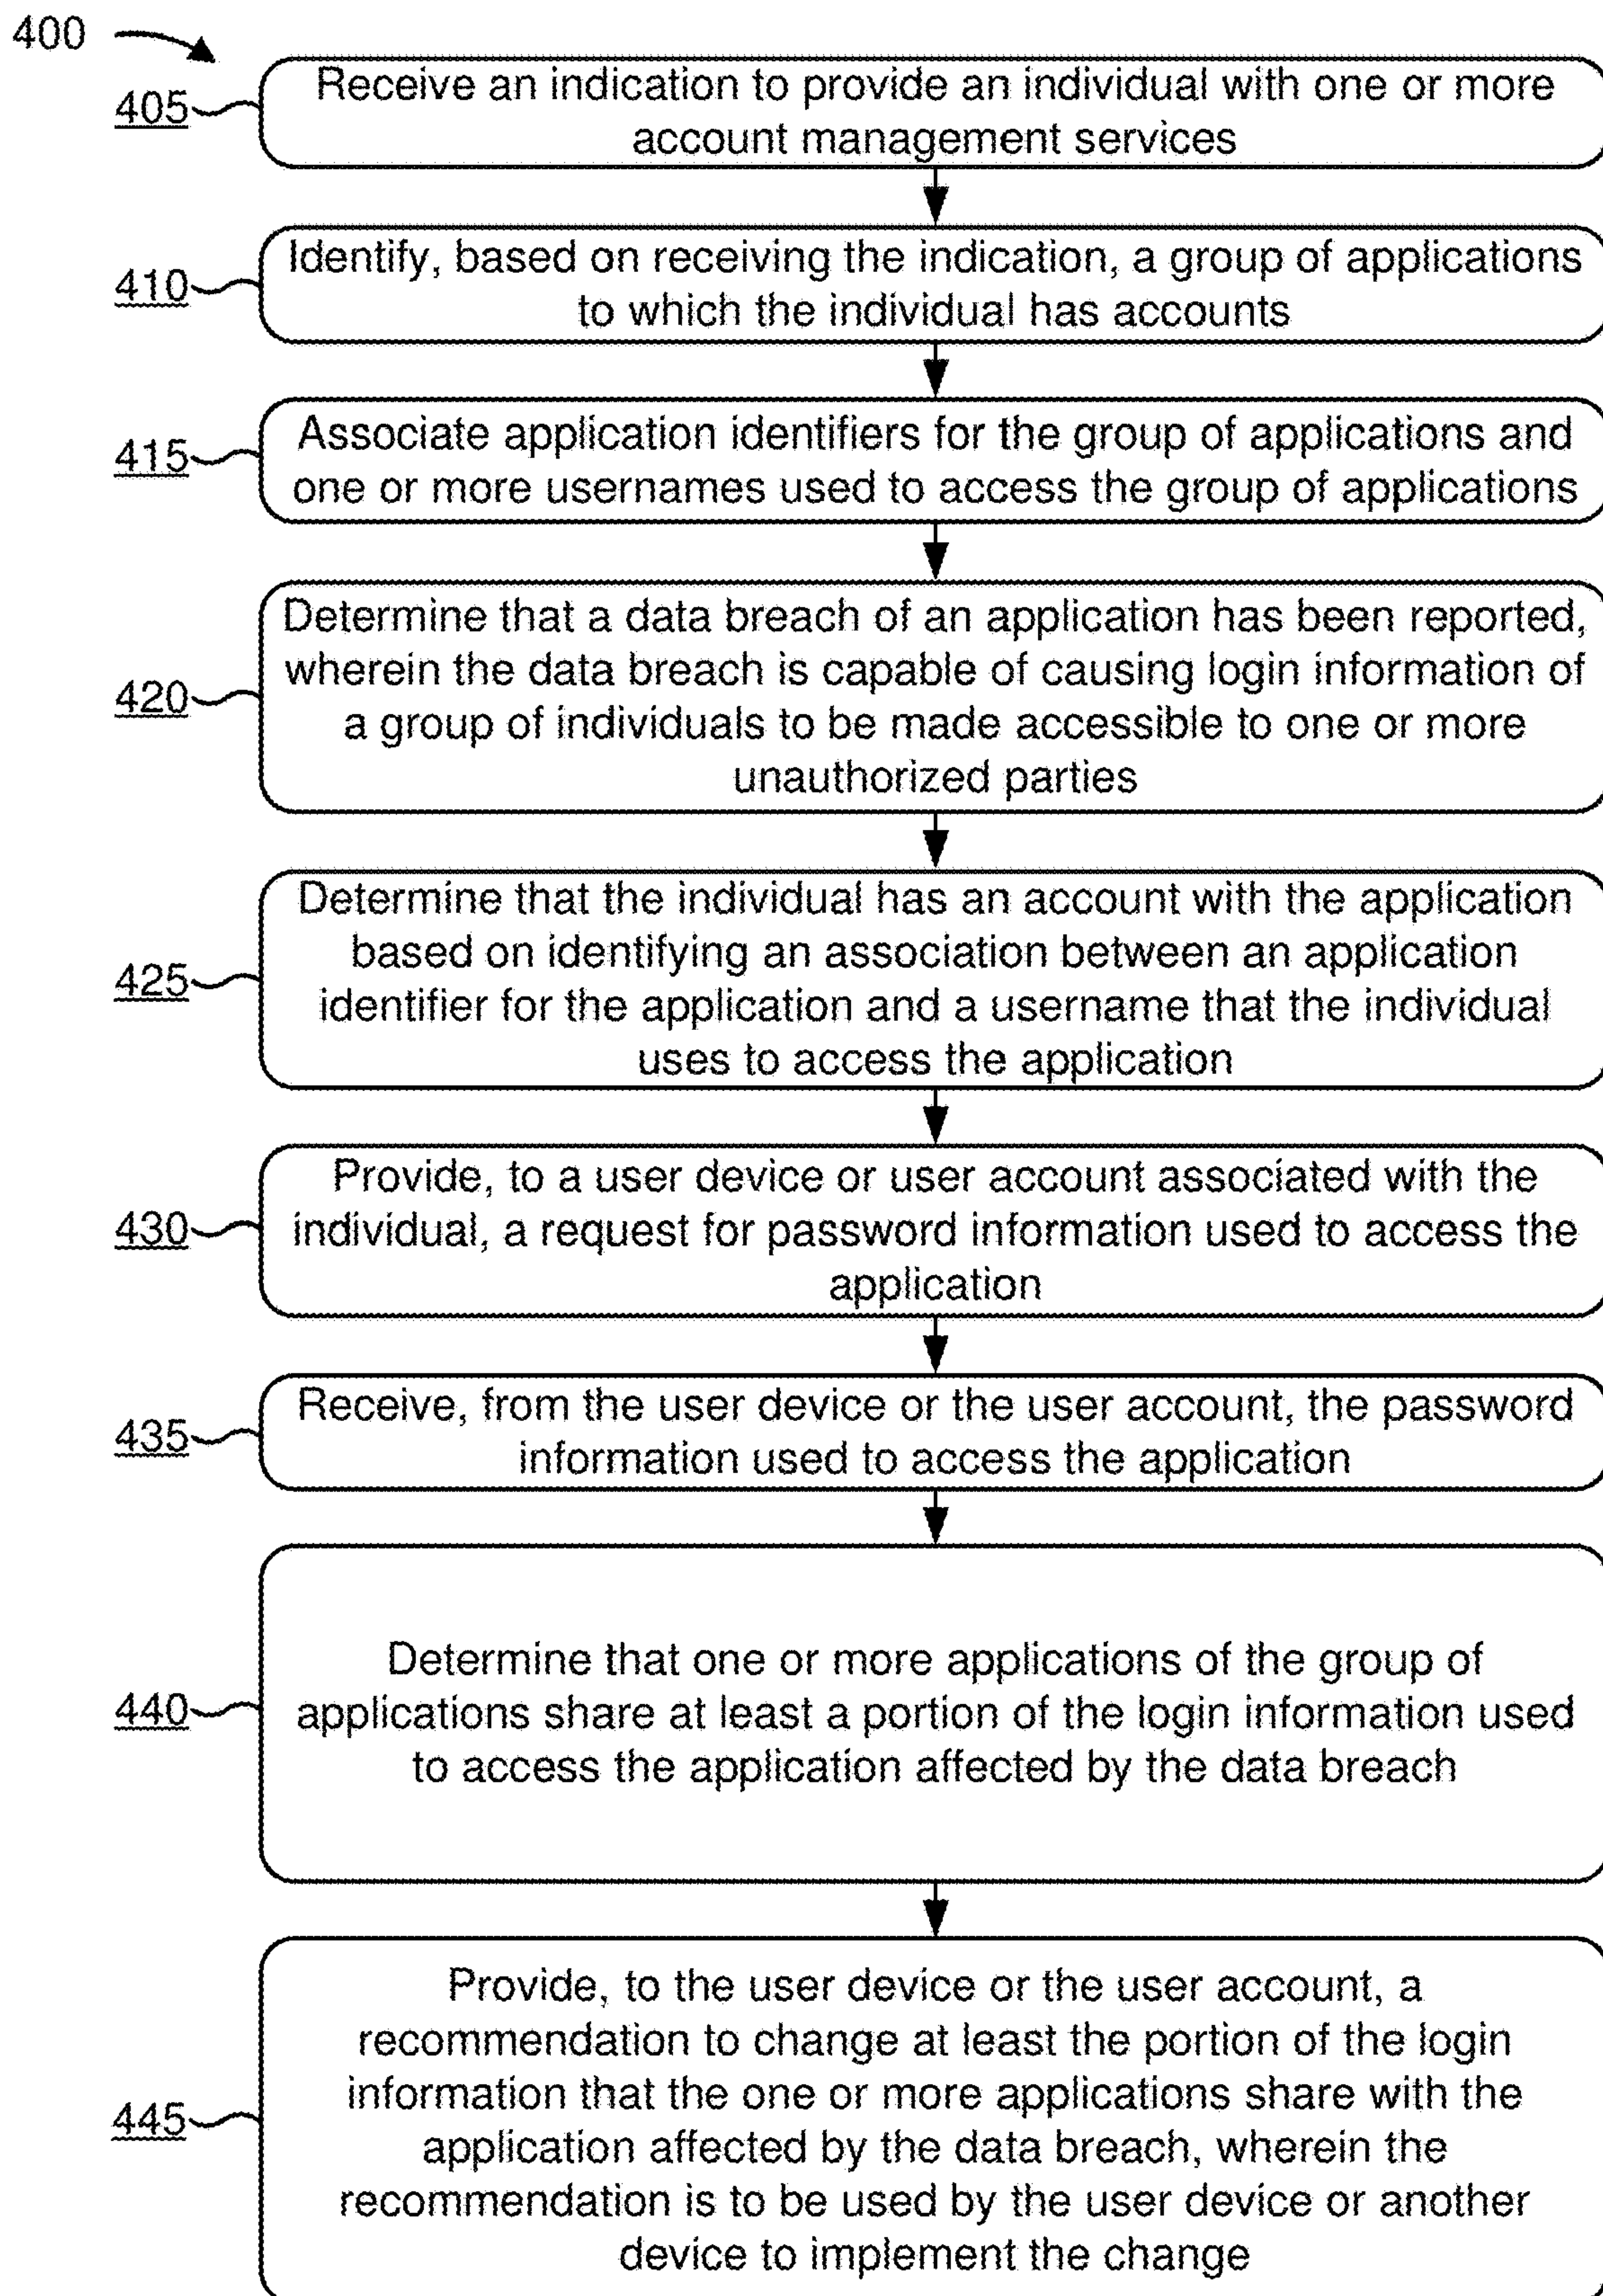 400
405
Receive an indication to provide an individual with one or more
account management services
410
Identify, based on receiving the indication, a group of applications
to which the individual has accounts
415
Associate application identifiers for the group of applications and
one or more usernames used to access the group of applications
420
Determine that a data breach of an application has been reported,
wherein the data breach is capable of causing login information of
a group of individuals to be made accessible to one or more
unauthorized parties
425
Determine that the individual has an account with the application
based on identifying an association between an application
identifier for the application and a username that the individual
uses to access the application
430
Provide, to a user device or user account associated with the
individual, a request for password information used to access the
application
435
Receive, from the user device or the user account, the password
information used to access the application
440
Determine that one or more applications of the group of
applications share at least a portion of the login information used
to access the application affected by the data breach
445
Provide, to the user device or the user account, a
recommendation to change at least the portion of the login
information that the one or more applications share with the
application affected by the data breach, wherein the
recommendation is to be used by the user device or another
device to implement the change